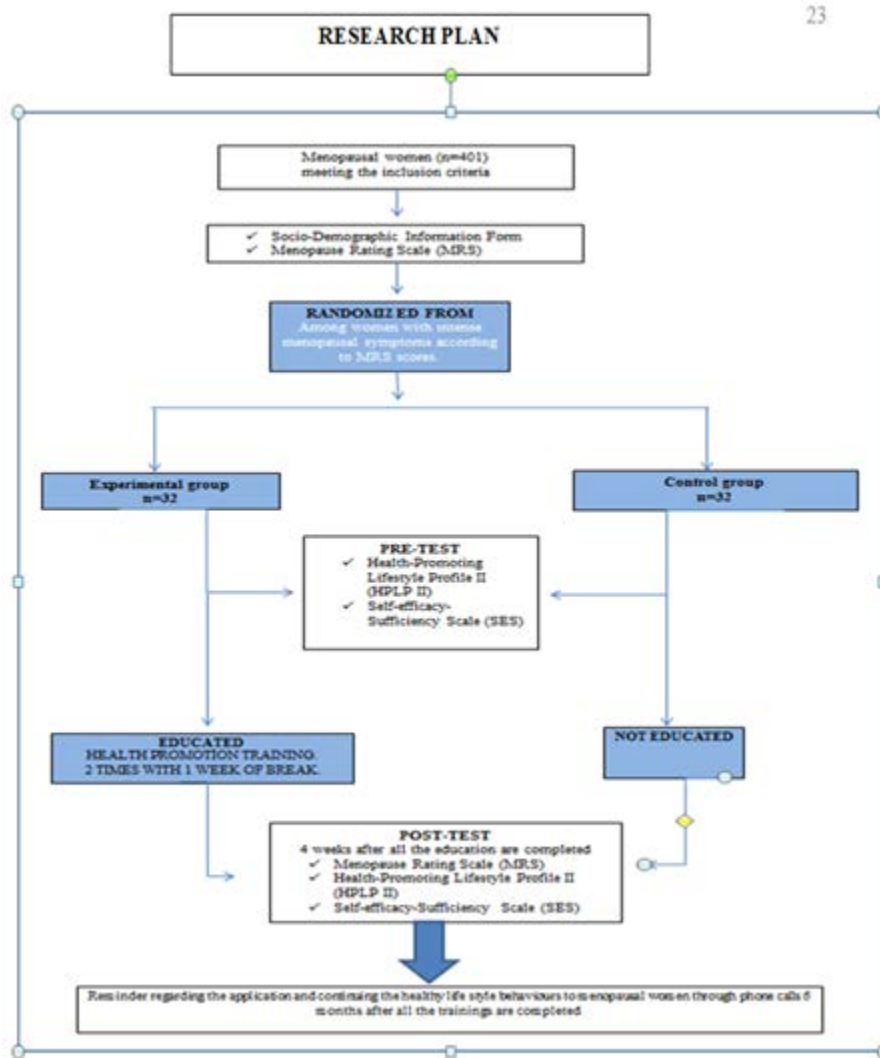 23
RESEARCH PLAN
Menopausal women (n=401)
meeting the inclusion criteria
✓ Socio-Demographic Information Form
✓ Menopause Rating Scale (MRS)
RANDOMIZED FROM
Among women with intense
menopausal symptoms according
to MRS scores.
Experimental group
n=32
Control group
n=32
PRE-TEST
✓ Health-Promoting
Lifestyle Profile II
(HPLP II)
✓ Self-efficacy-
Sufficiency Scale (SES)
EDUCATED
HEALTH PROMOTION TRAINING.
2 TIMES WITH 1 WEEK OF BREAK.
NOT EDUCATED
POST-TEST
4 weeks after all the education are completed
✓ Menopause Rating Scale (MRS)
✓ Health-Promoting Lifestyle Profile II
(HPLP II)
✓ Self-efficacy-Sufficiency Scale (SES)
Reminder regarding the application and continuing the healthy life style behaviours to menopausal women through phone calls
months after all the trainings are completed